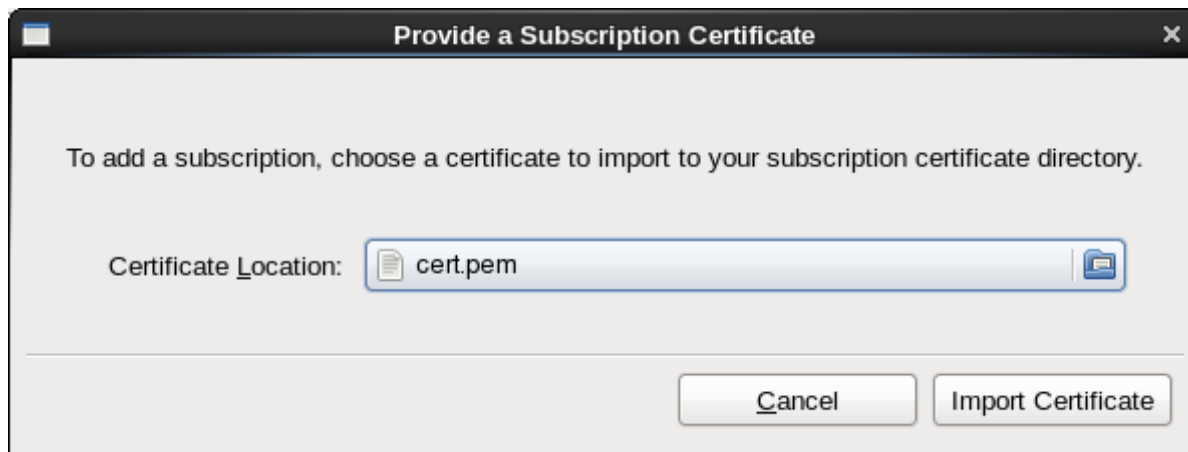 Provide a Subscription Certificate
To add a subscription, choose a certificate to import to your subscription certificate directory.
Certificate Location: cert.pem
Cancel Import Certificate